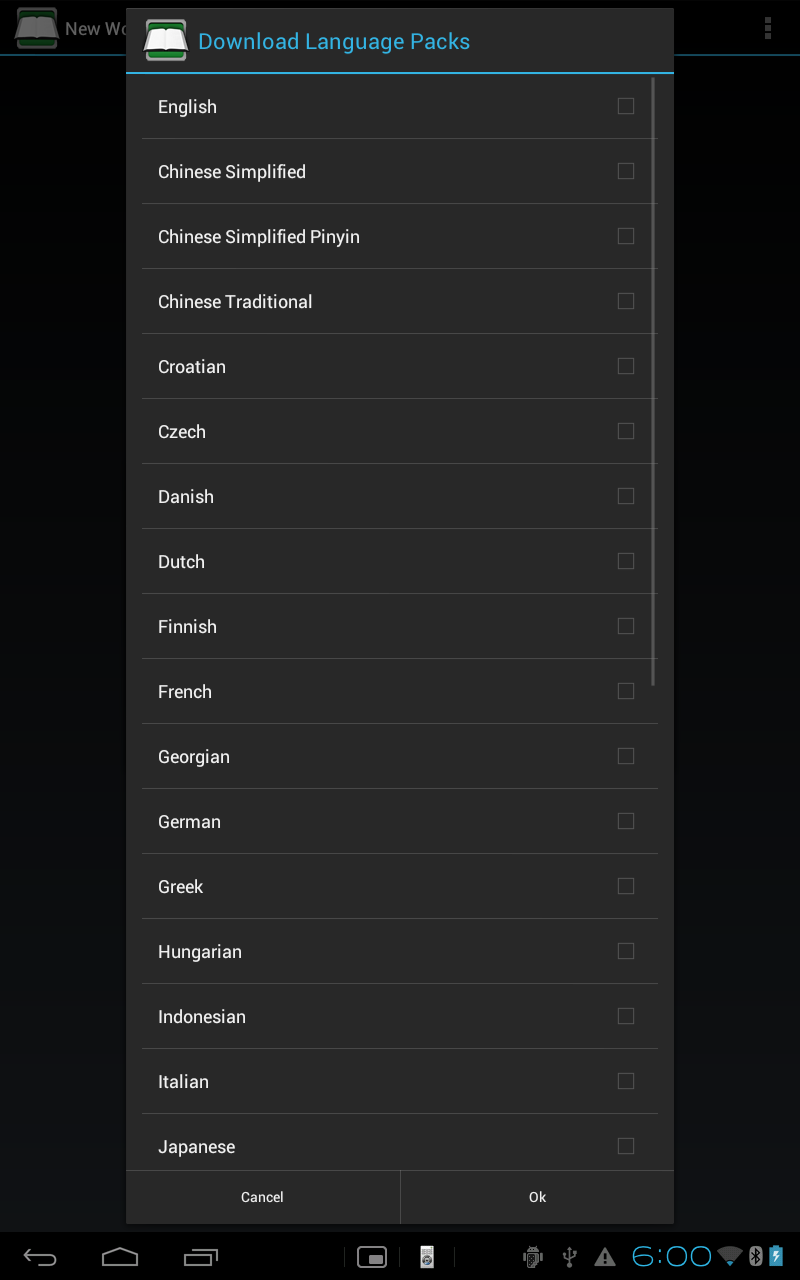 New Wo
Download Language Packs
English
Chinese Simplified
Chinese Simplified Pinyin
Chinese Traditional
Croatian
Czech
Danish
Dutch
Finnish
French
Georgian
German
Greek
Hungarian
Indonesian
Italian
Japanese
Cancel
Ok
6:00